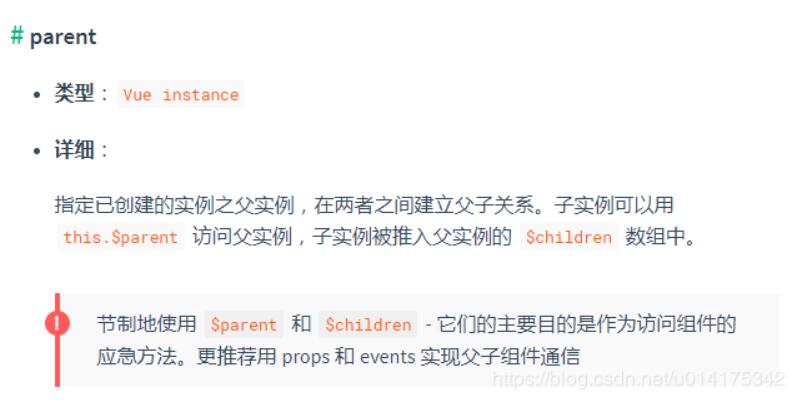 # parent
• 类型：Vue instance
• 详细：
指定已创建的实例之父实例，在两者之间建立父子关系。子实例可以用
this.$parent 访问父实例，子实例被推入父实例的 $children 数组中。
! 节制地使用 $parent 和 $children - 它们的主要目的是作为访问组件的
应急方法。更推荐用 props 和 events 实现父子组件通信
https://blog.csdn.net/u014175342